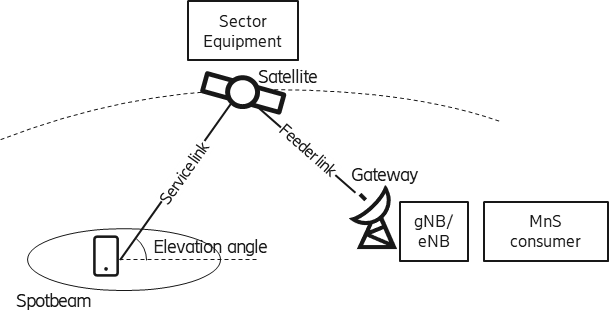 Sector
Equipment
Satellite
Service link
Feeder link
Gateway
gNB/
eNB
MnS
consumer
Elevation angle
Spotbeam